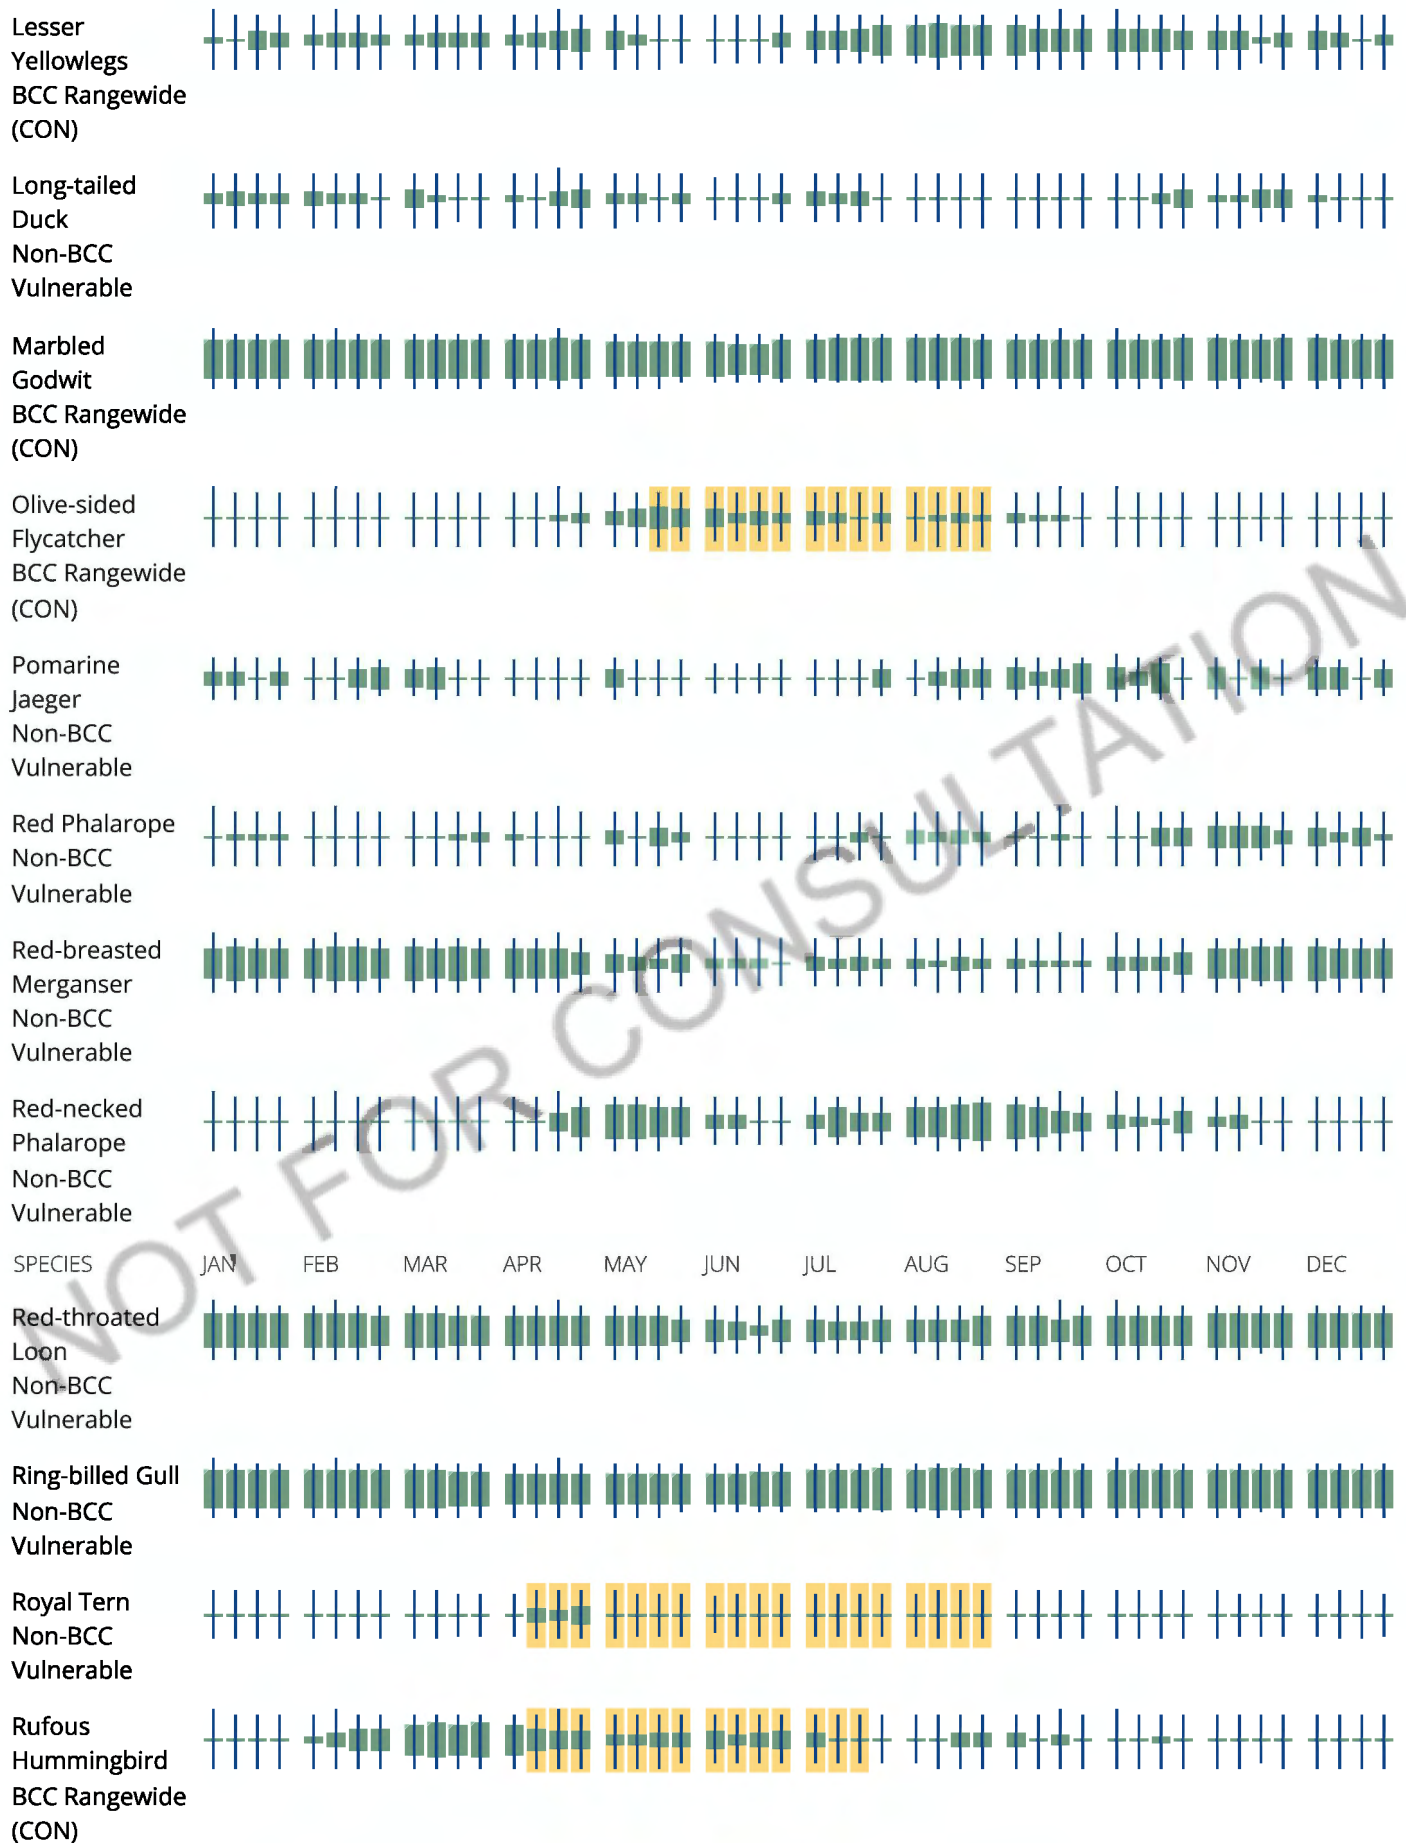 Lesser
Yellowlegs
BCC Rangewide
(CON)
Long-tailed
Duck
Non-BCC
Vulnerable
Marbled
Godwit
BCC Rangewide
(CON)
Olive-sided
Flycatcher
BCC Rangewide
(CON)
Pomarine
Jaeger
Non-BCC
Vulnerable
Red Phalarope
Non-BCC
Vulnerable
Red-breasted
Merganser
Non-BCC
Vulnerable
Red-necked
Phalarope
Non-BCC
Vulnerable
SPECIES JAN FEB MAR APR MAY JUN JUL AUG SEP OCT NOV DEC
Red-throated
Loon
Non-BCC
Vulnerable
Ring-billed Gull
Non-BCC
Vulnerable
Royal Tern
Non-BCC
Vulnerable
Rufous
Hummingbird
BCC Rangewide
(CON)
NOT FOR CONSULTATION